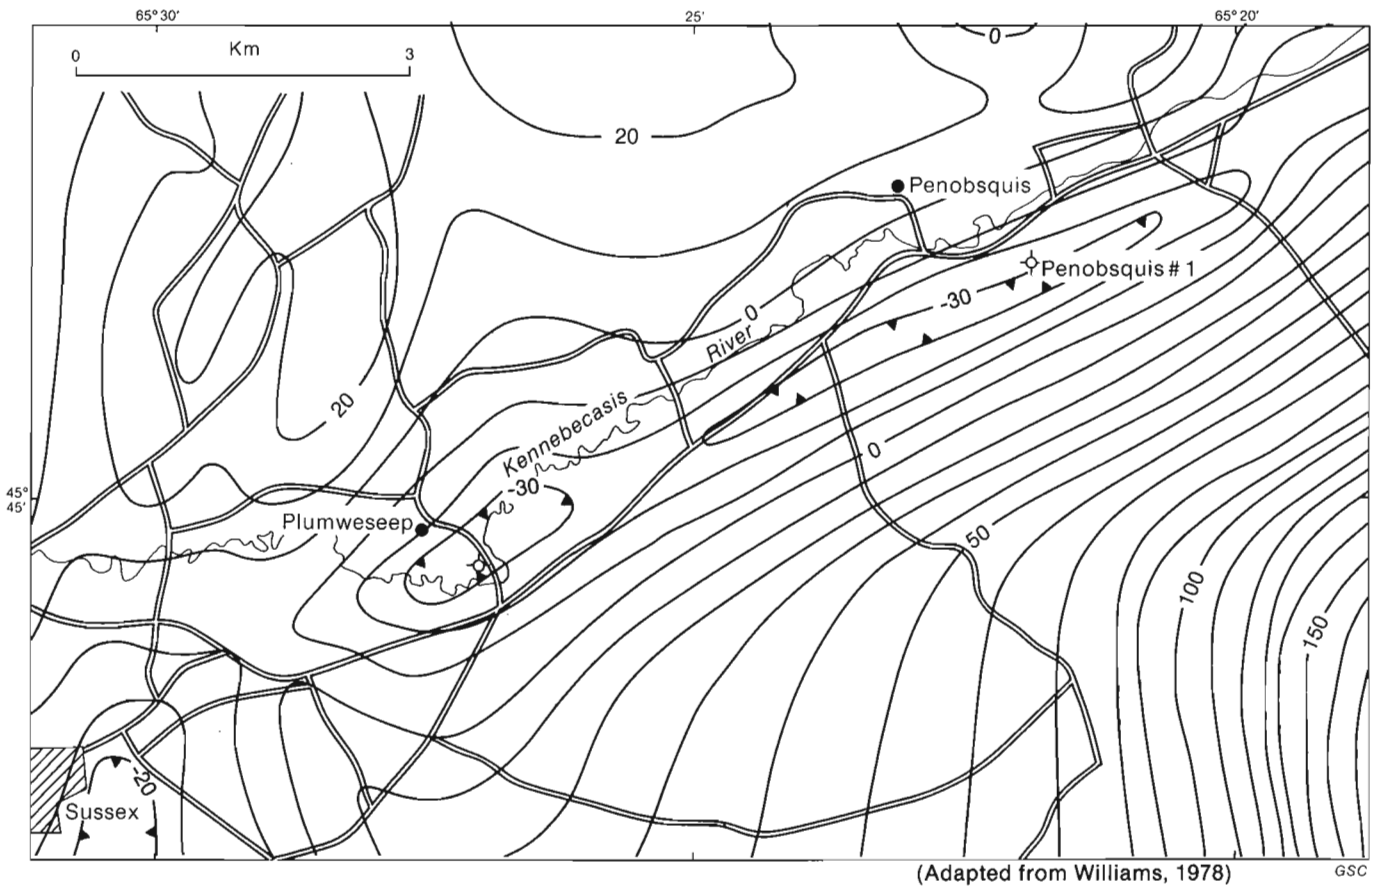 65° 30′
25′
65° 20′
Km
0
3
0
20
Penobsquis
Penobsquis # 1
-30
0
River
20
Kennebecasis
0
-30
45°
45′
Plumweseep
50
100
150
-20
Sussex
(Adapted from Williams, 1978)
GSC